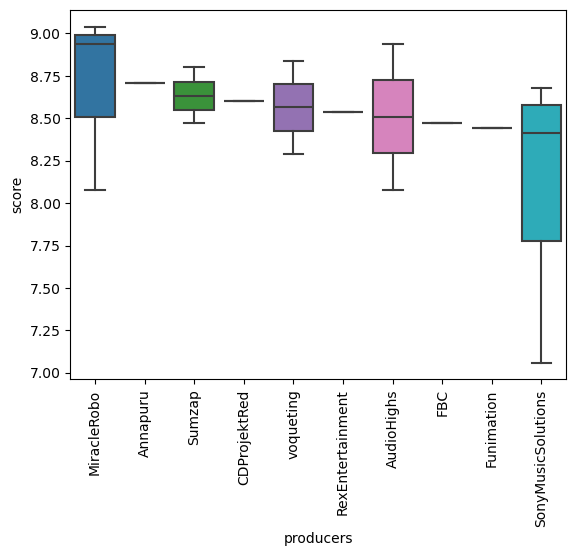 9.00
8.75
8.50
8.25
8.00
7.75
7.50
7.25
7.00
score
MiracleRobo
Annapuru
Sumzap
CDProjektRed
voqueting
RexEntertainment
AudioHighs
FBC
Funimation
SonyMusicSolutions
producers